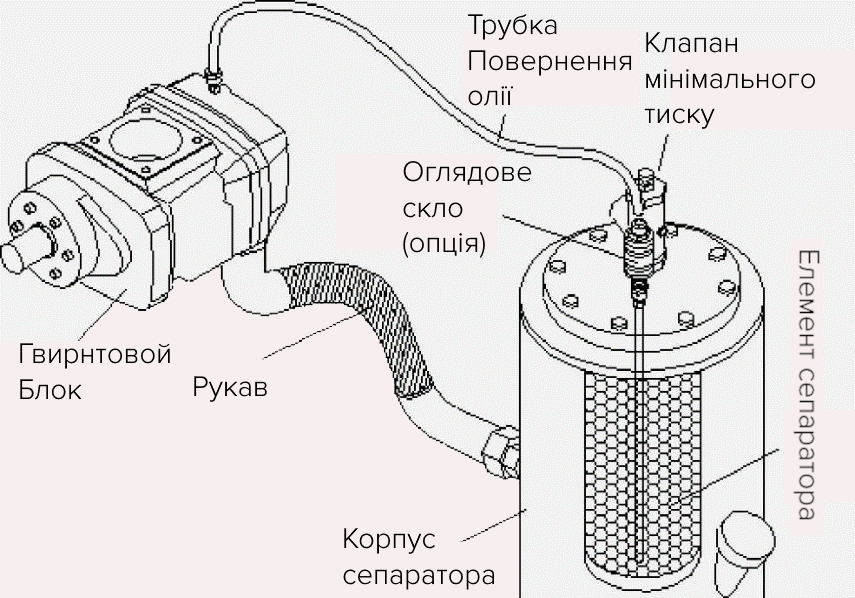 Трубка
Повернення
олії
Клапан
мінімального
тиску
Оглядове
скло
(опція)
Елемент сепаратора
Гвирнтовой
Блок
Рукав
Корпус
сепаратора